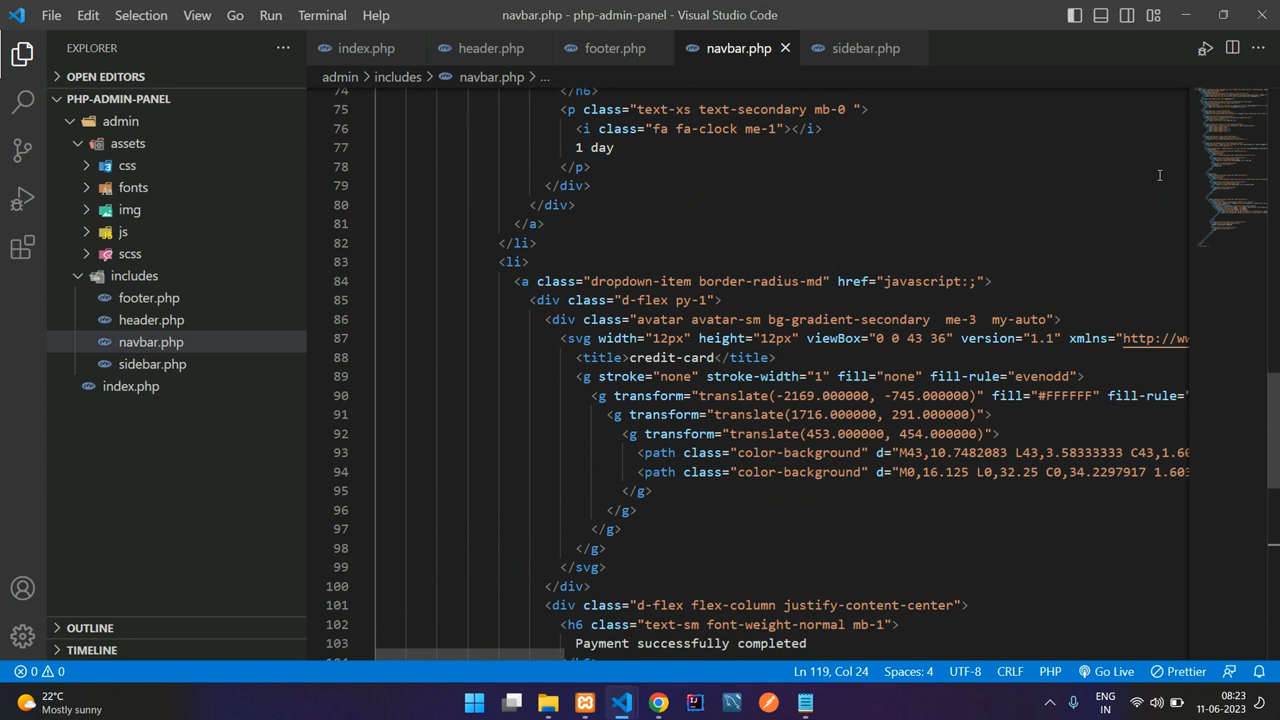 File Edit Selection View Go Run Terminal Help
navbar.php - php-admin-panel - Visual Studio Code
EXPLORER
OPEN EDITORS
PHP-ADMIN-PANEL
admin
assets
css
fonts
img
js
scss
includes
footer.php
header.php
navbar.php
sidebar.php
index.php
OUTLINE
TIMELINE
index.php header.php footer.php navbar.php sidebar.php
admin > includes > navbar.php > ...
74 </h6>
75 <p class="text-xs text-secondary mb-0 ">
76 <i class="fa fa-clock me-1"></i>
77 1 day
78 </p>
79 </div>
80 </div>
81 </a>
82 </li>
83 <li>
84 <a class="dropdown-item border-radius-md" href="javascript:;">
85 <div class="d-flex py-1">
86 <div class="avatar avatar-sm bg-gradient-secondary  me-3  my-auto">
87 <svg width="12px" height="12px" viewBox="0 0 43 36" version="1.1" xmlns="http://ww
88 <title>credit-card</title>
89 <g stroke="none" stroke-width="1" fill="none" fill-rule="evenodd">
90 <g transform="translate(-2169.000000, -745.000000)" fill="#FFFFFF" fill-rule="
91 <g transform="translate(1716.000000, 291.000000)">
92 <g transform="translate(453.000000, 454.000000)">
93 <path class="color-background" d="M43,10.7482083 L43,3.58333333 C43,1.60
94 <path class="color-background" d="M0,16.125 L0,32.25 C0,34.2297917 1.603
95 </g>
96 </g>
97 </g>
98 </g>
99 </svg>
100 </div>
101 <div class="d-flex flex-column justify-content-center">
102 <h6 class="text-sm font-weight-normal mb-1">
103 Payment successfully completed
0 0 Ln 119, Col 24 Spaces: 4 UTF-8 CRLF PHP Go Live Prettier
22°C
Mostly sunny
ENG
IN
08:23
11-06-2023